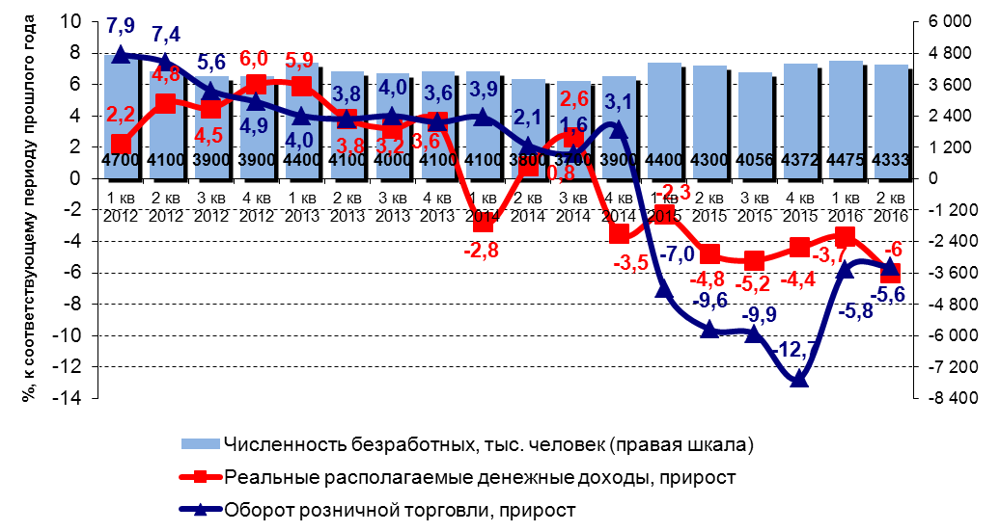 %, к соответствующему периоду прошлого года
10
8
6
4
2
0
-2
-4
-6
-8
-10
-12
-14
6 000
4 800
3 600
2 400
1 200
0
-1 200
-2 400
-3 600
-4 800
-6 000
-7 200
-8 400
7,9 7,4 5,6 4,9 4,0 3,8 4,0 3,6 3,9 2,1 1,6 3,1 -7,0 -9,6 -9,9 -12,7 -5,8 -5,6
2,2 4,8 4,5 6,0 5,9 3,8 3,2 3,6 -2,8 0,8 2,6 -3,5 -2,3 -4,8 -5,2 -4,4 -3,7 -6
4700 4100 3900 3900 4400 4100 4000 4100 4100 3800 3700 3900 4400 4300 4056 4372 4475 4333
1 кв 2 кв 3 кв 4 кв 1 кв 2 кв 3 кв 4 кв 1 кв 2 кв 3 кв 4 кв 1 кв 2 кв 3 кв 4 кв 1 кв 2 кв
2012 2012 2012 2012 2013 2013 2013 2013 2014 2014 2014 2014 2015 2015 2015 2015 2016 2016
Численность безработных, тыс. человек (правая шкала)
Реальные располагаемые денежные доходы, прирост
Оборот розничной торговли, прирост